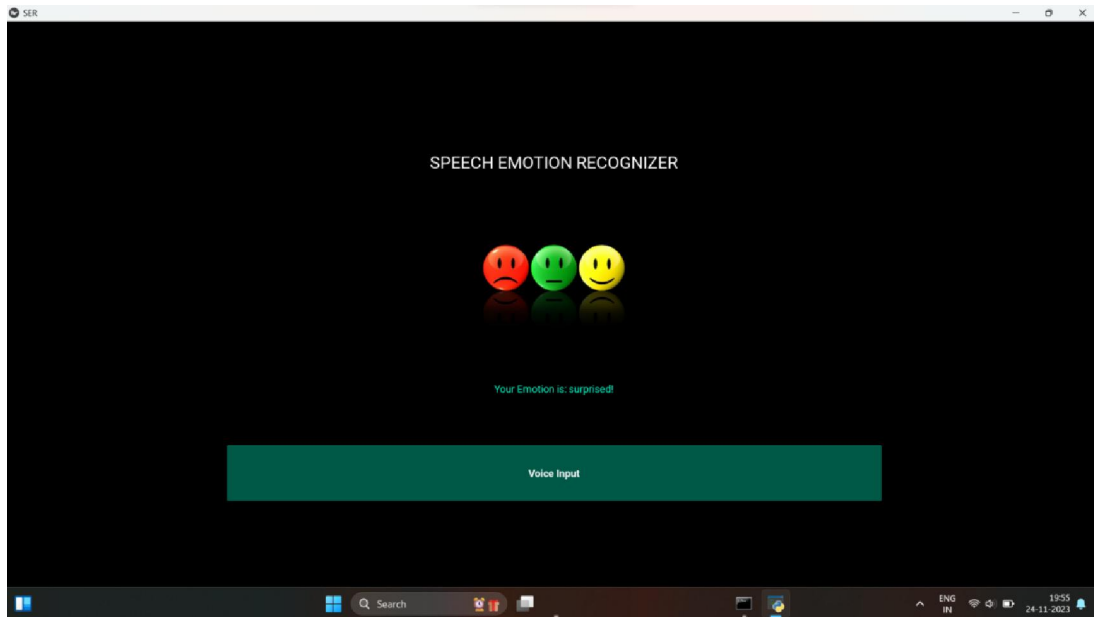 SER
SPEECH EMOTION RECOGNIZER
Your Emotion is: surprised!
Voice Input
Search
ENG
IN
19:55
24-11-2023